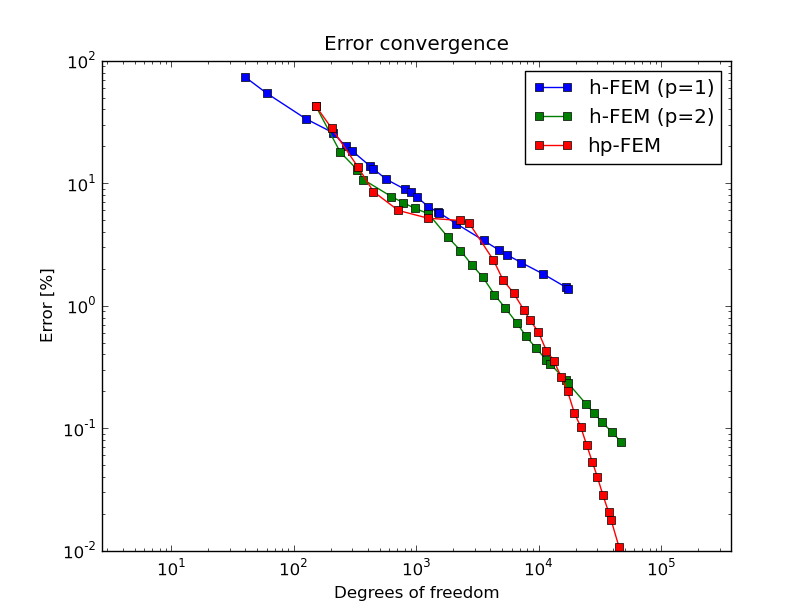 Error convergence
h-FEM (p=1)
h-FEM (p=2)
hp-FEM
10^2
10^1
10^0
10^-1
10^-2
Error [%]
10^1 10^2 10^3 10^4 10^5
Degrees of freedom